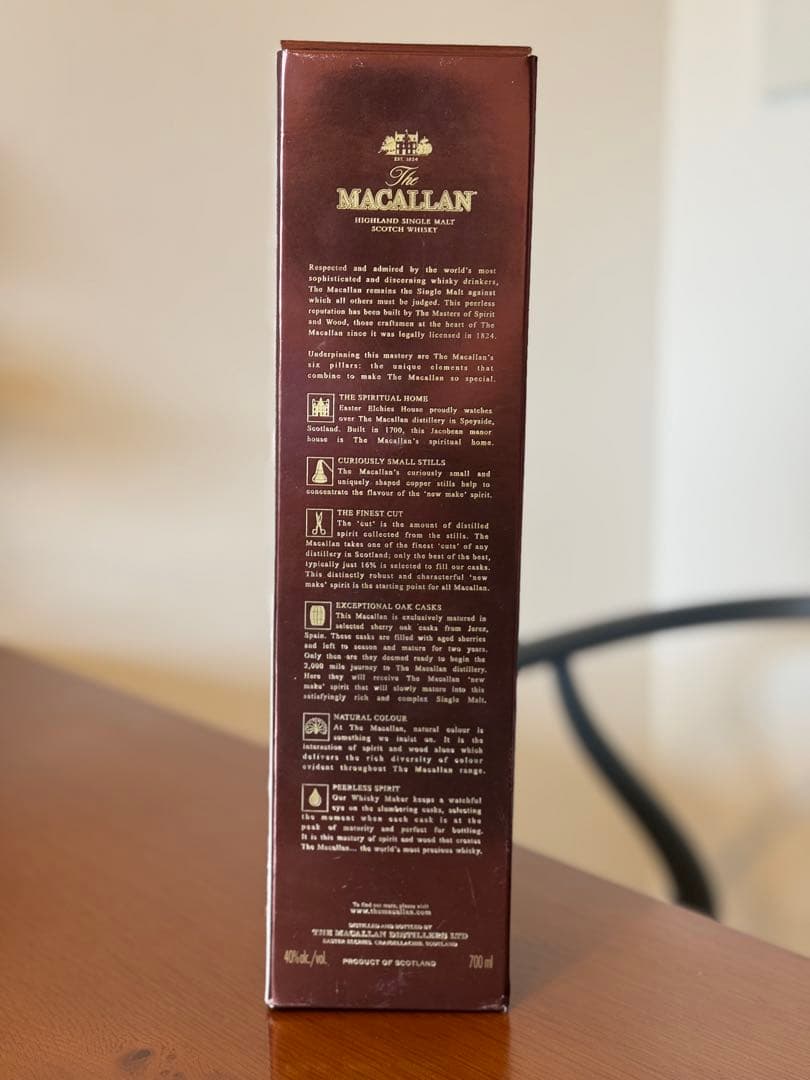 EST. 1824
The
MACALLAN
HIGHLAND SINGLE MALT
SCOTCH WHISKY
Respected and admired by the world's most
sophisticated and discerning whisky drinkers,
The Macallan remains the Single Malt against
which all others must be judged. This peerless
reputation has been built by The Masters of Spirit
and Wood, those craftsmen at the heart of The
Macallan since it was legally licensed in 1824.
Underpinning this mastery are The Macallan's
six pillars: the unique elements that
combine to make The Macallan so special.
THE SPIRITUAL HOME
Easter Elchies House proudly watches
over The Macallan distillery in Speyside,
Scotland. Built in 1700, this Jacobean manor
house is The Macallan's spiritual home.
CURIOUSLY SMALL STILLS
The Macallan's curiously small and
uniquely shaped copper stills help to
concentrate the flavour of the 'new make' spirit.
THE FINEST CUT
The 'cut' is the amount of distilled
spirit collected from the stills. The
Macallan takes one of the finest 'cuts' of any
distillery in Scotland; only the best of the best,
typically just 16% is selected to fill our casks.
This distinctly robust and characterful 'new
make' spirit is the starting point for all Macallan.
EXCEPTIONAL OAK CASKS
This Macallan is exclusively matured in
selected sherry oak casks from Jerez,
Spain. These casks are filled with aged sherries
and left to season and mature for two years.
Only then are they deemed ready to begin the
2,000 mile journey to The Macallan distillery.
Here they will receive The Macallan 'new
make' spirit that will slowly mature into this
satisfyingly rich and complex Single Malt.
NATURAL COLOUR
At The Macallan, natural colour is
something we insist on. It is the
interaction of spirit and wood alone which
delivers the rich diversity of colour
evident throughout The Macallan range.
PEERLESS SPIRIT
Our Whisky Maker keeps a watchful
eye on the slumbering casks, selecting
the moment when each cask is at the
peak of maturity and perfect for bottling.
It is this mastery of spirit and wood that creates
The Macallan... the world's most precious whisky.
To find out more, please visit
www.themacallan.com
DISTILLED AND BOTTLED BY
THE MACALLAN DISTILLERS LTD
EASTER ELCHIES, CRAIGELLACHIE, SCOTLAND
40% alc./vol. PRODUCT OF SCOTLAND 700 ml